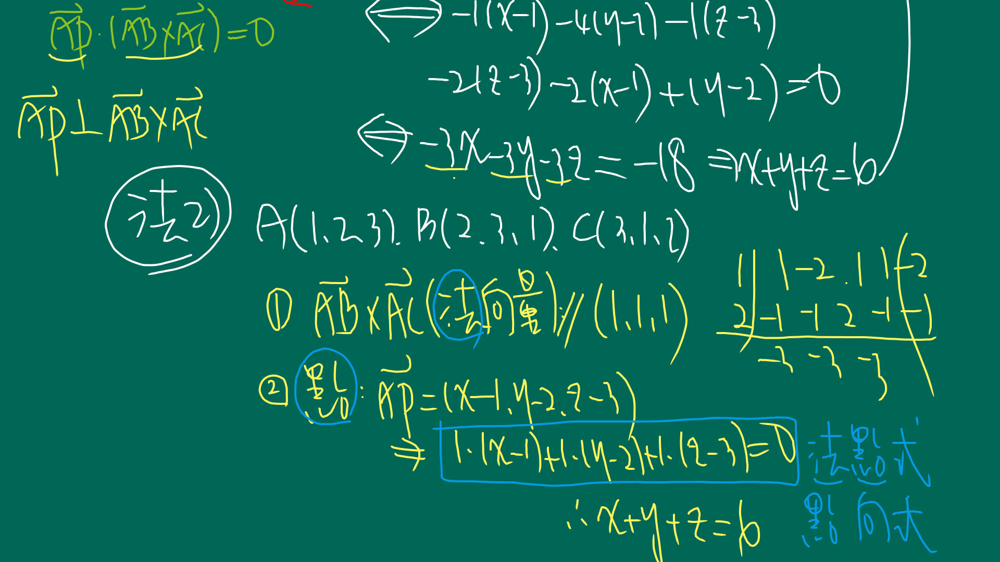 AP·(AB×AC)=0
AP⊥AB×AC
⇔ -1(x-1)-4(y-2)-1(z-3)
-2(z-3)-2(x-1)+(y-2)=0
⇔ -3x-3y-3z=-18 ⇒ x+y+z=6
法2 A(1,2,3). B(2.3,1). C(3,1,2)
① AB×AC(法向量)://(1,1,1)
1 1 -2 1 1 -2
2 -1 -1 2 -1 -1
-3 -3 -3
② 點: AP=(x-1,y-2,z-3)
⇒ 1·(x-1)+1·(y-2)+1·(z-3)=0 法點式
∴ x+y+z=6 點向式